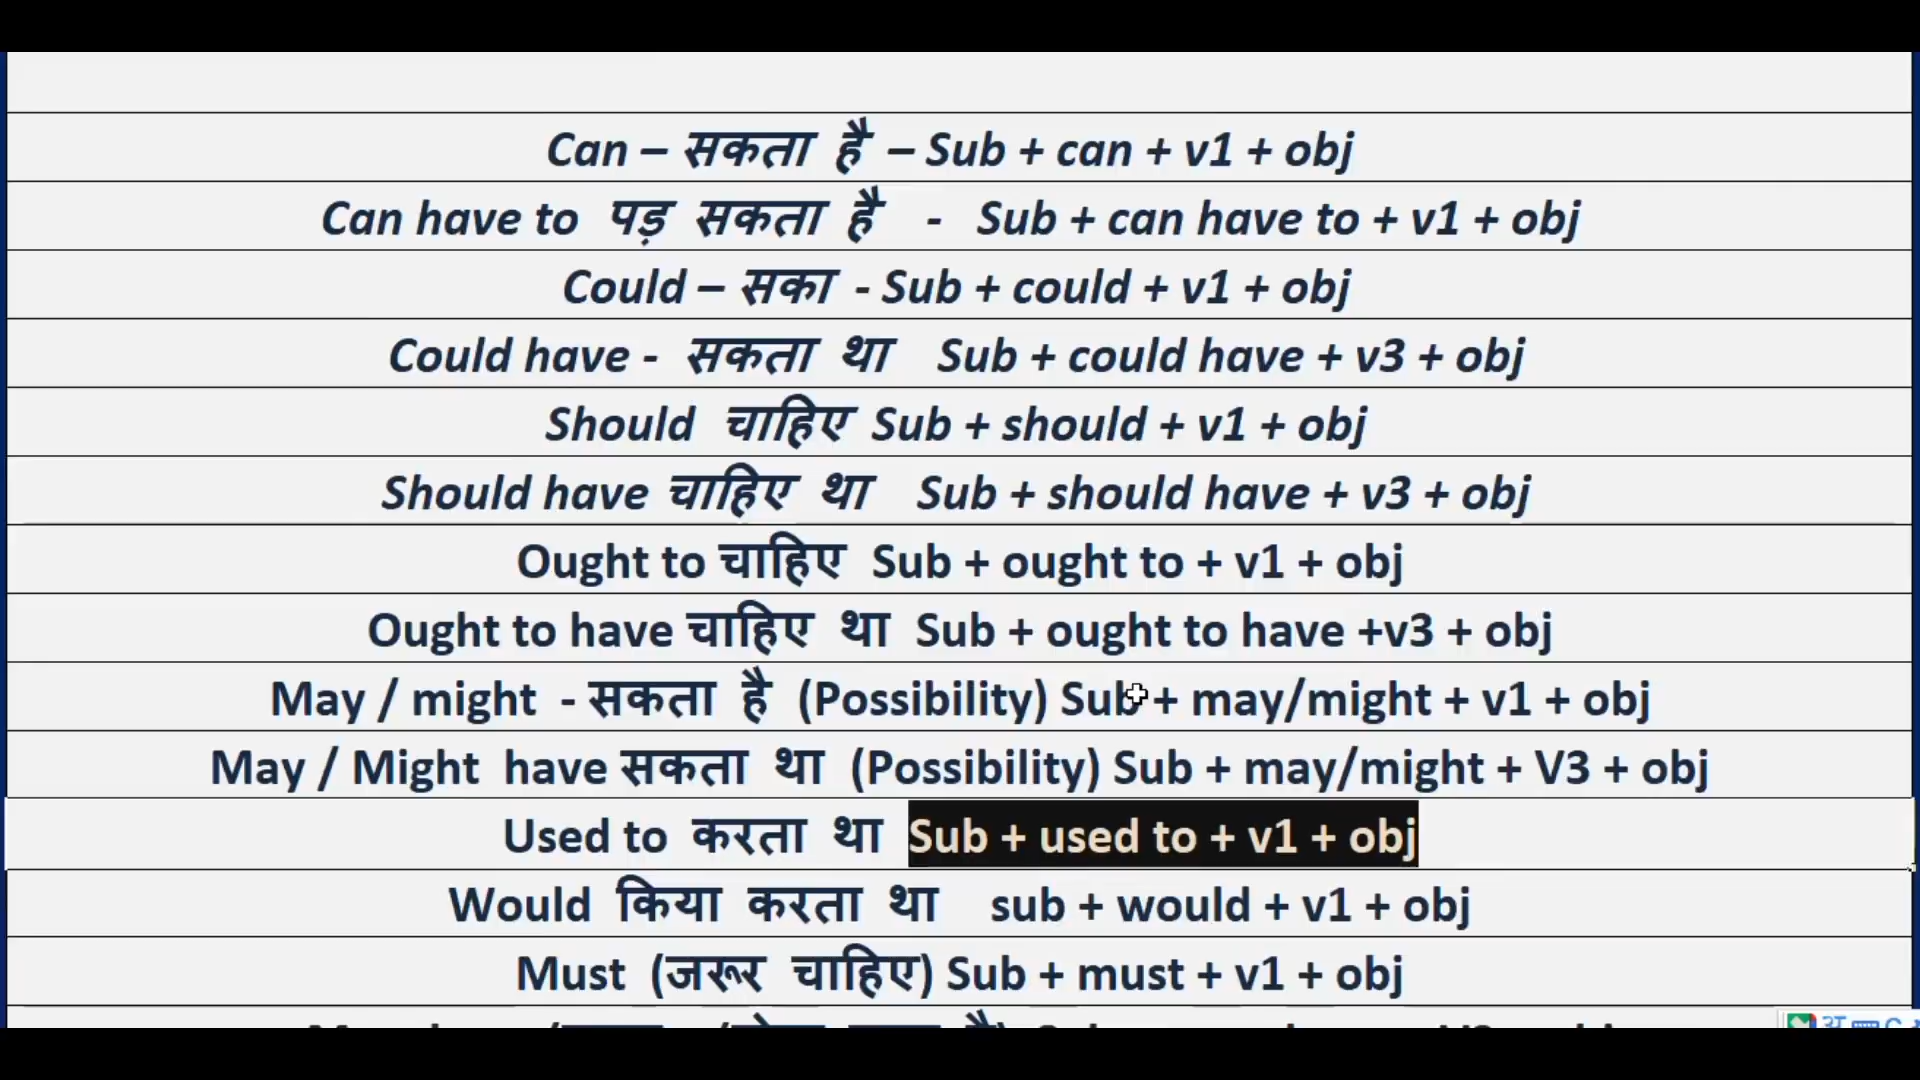 Can – सकता है – Sub + can + v1 + obj
Can have to पड़ सकता है - Sub + can have to + v1 + obj
Could – सका - Sub + could + v1 + obj
Could have - सकता था Sub + could have + v3 + obj
Should चाहिए Sub + should + v1 + obj
Should have चाहिए था Sub + should have + v3 + obj
Ought to चाहिए Sub + ought to + v1 + obj
Ought to have चाहिए था Sub + ought to have +v3 + obj
May / might - सकता है (Possibility) Sub + may/might + v1 + obj
May / Might have सकता था (Possibility) Sub + may/might + V3 + obj
Used to करता था Sub + used to + v1 + obj
Would किया करता था sub + would + v1 + obj
Must (जरूर चाहिए) Sub + must + v1 + obj